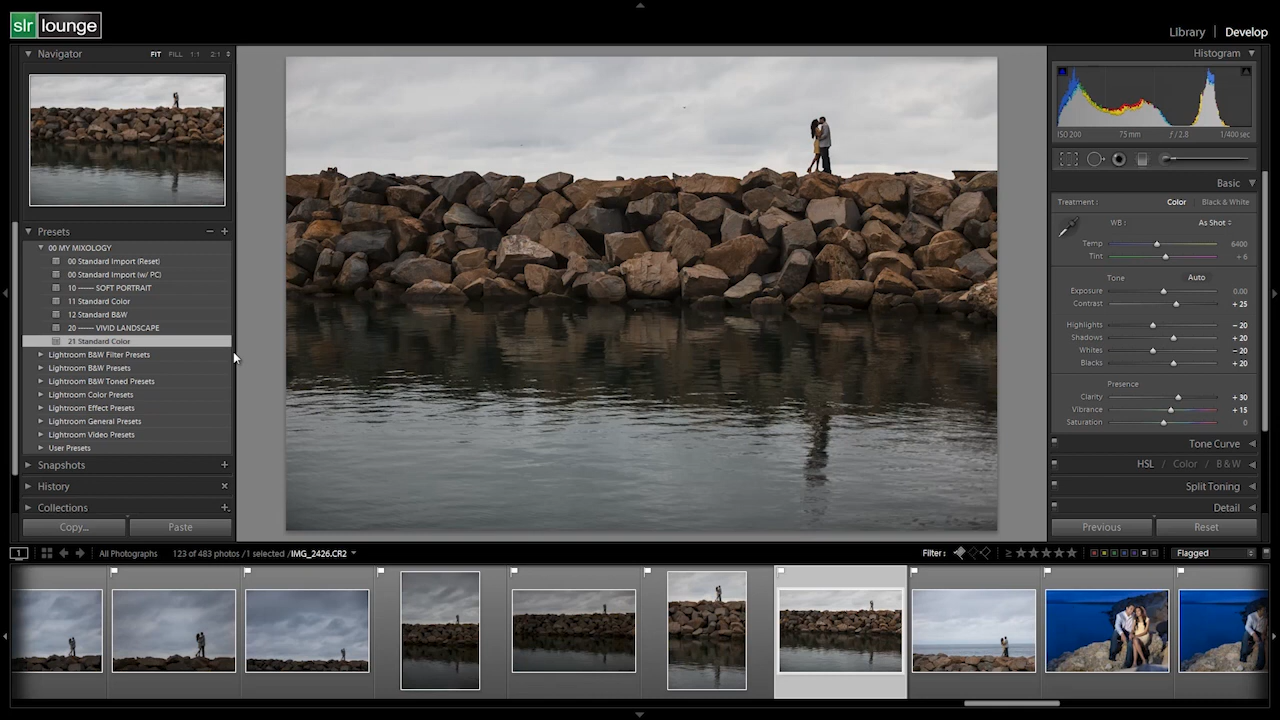 slr lounge
Library | Develop
Navigator FIT FILL 1:1 2:1
Presets
00 MY MIXOLOGY
00 Standard Import (Reset)
00 Standard Import (w/ PC)
10 ------- SOFT PORTRAIT
11 Standard Color
12 Standard B&W
20 ------- VIVID LANDSCAPE
21 Standard Color
Lightroom B&W Filter Presets
Lightroom B&W Presets
Lightroom B&W Toned Presets
Lightroom Color Presets
Lightroom Effect Presets
Lightroom General Presets
Lightroom Video Presets
User Presets
Snapshots
History
Collections
Copy... Paste
Histogram
ISO 200 75 mm ƒ / 2.8 1/400 sec
Basic
Treatment : Color Black & White
WB : As Shot
Temp 6400
Tint + 6
Tone Auto
Exposure 0.00
Contrast + 25
Highlights - 20
Shadows + 20
Whites - 20
Blacks + 20
Presence
Clarity + 30
Vibrance + 15
Saturation 0
Tone Curve
HSL / Color / B & W
Split Toning
Detail
Previous Reset
1 All Photographs 123 of 483 photos / 1 selected / IMG_2426.CR2 Filter : ≥ ★★★★★ Flagged